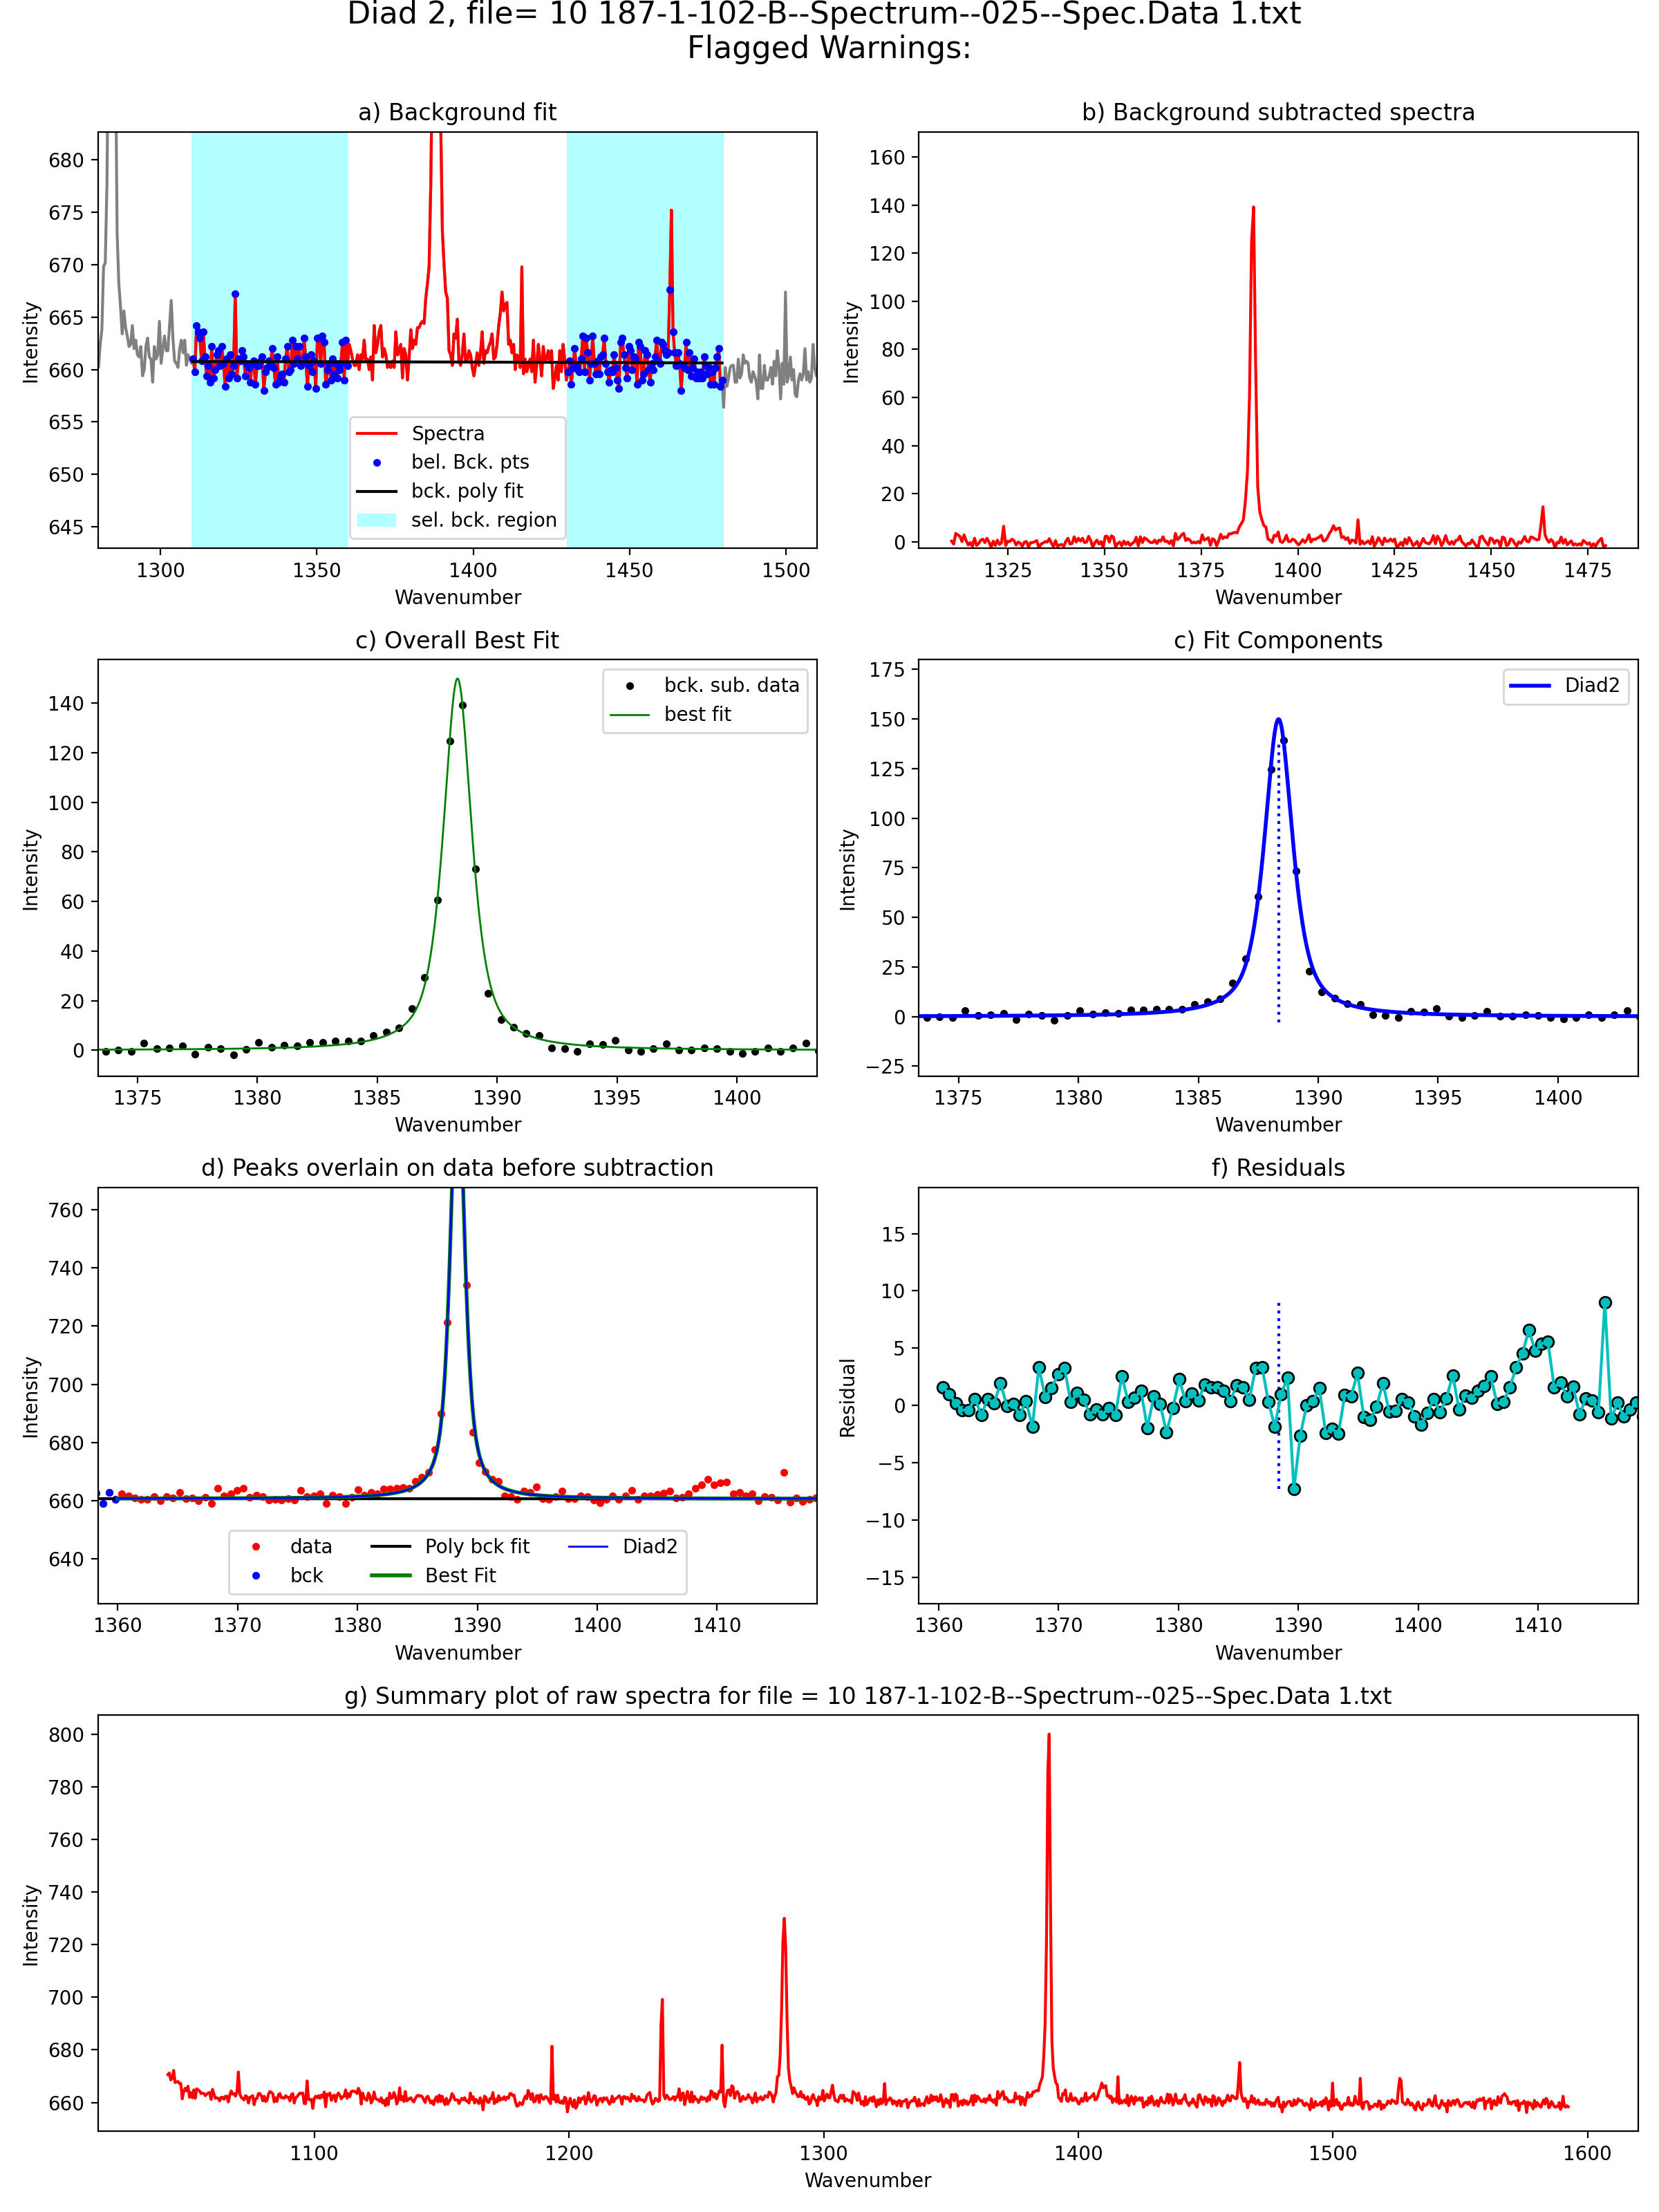 Diad 2, file= 10 187-1-102-B--Spectrum--025--Spec.Data 1.txt
Flagged Warnings:
a) Background fit
Intensity
680
675
670
665
660
655
650
645
Spectra
bel. Bck. pts
bck. poly fit
sel. bck. region
1300 1350 1400 1450 1500
Wavenumber
b) Background subtracted spectra
Intensity
160
140
120
100
80
60
40
20
0
1325 1350 1375 1400 1425 1450 1475
Wavenumber
c) Overall Best Fit
Intensity
140
120
100
80
60
40
20
0
bck. sub. data
best fit
1375 1380 1385 1390 1395 1400
Wavenumber
c) Fit Components
Intensity
175
150
125
100
75
50
25
0
−25
Diad2
1375 1380 1385 1390 1395 1400
Wavenumber
d) Peaks overlain on data before subtraction
Intensity
760
740
720
700
680
660
640
data
bck
Poly bck fit
Best Fit
Diad2
1360 1370 1380 1390 1400 1410
Wavenumber
f) Residuals
Residual
15
10
5
0
−5
−10
−15
1360 1370 1380 1390 1400 1410
Wavenumber
g) Summary plot of raw spectra for file = 10 187-1-102-B--Spectrum--025--Spec.Data 1.txt
Intensity
800
780
760
740
720
700
680
660
1100 1200 1300 1400 1500 1600
Wavenumber